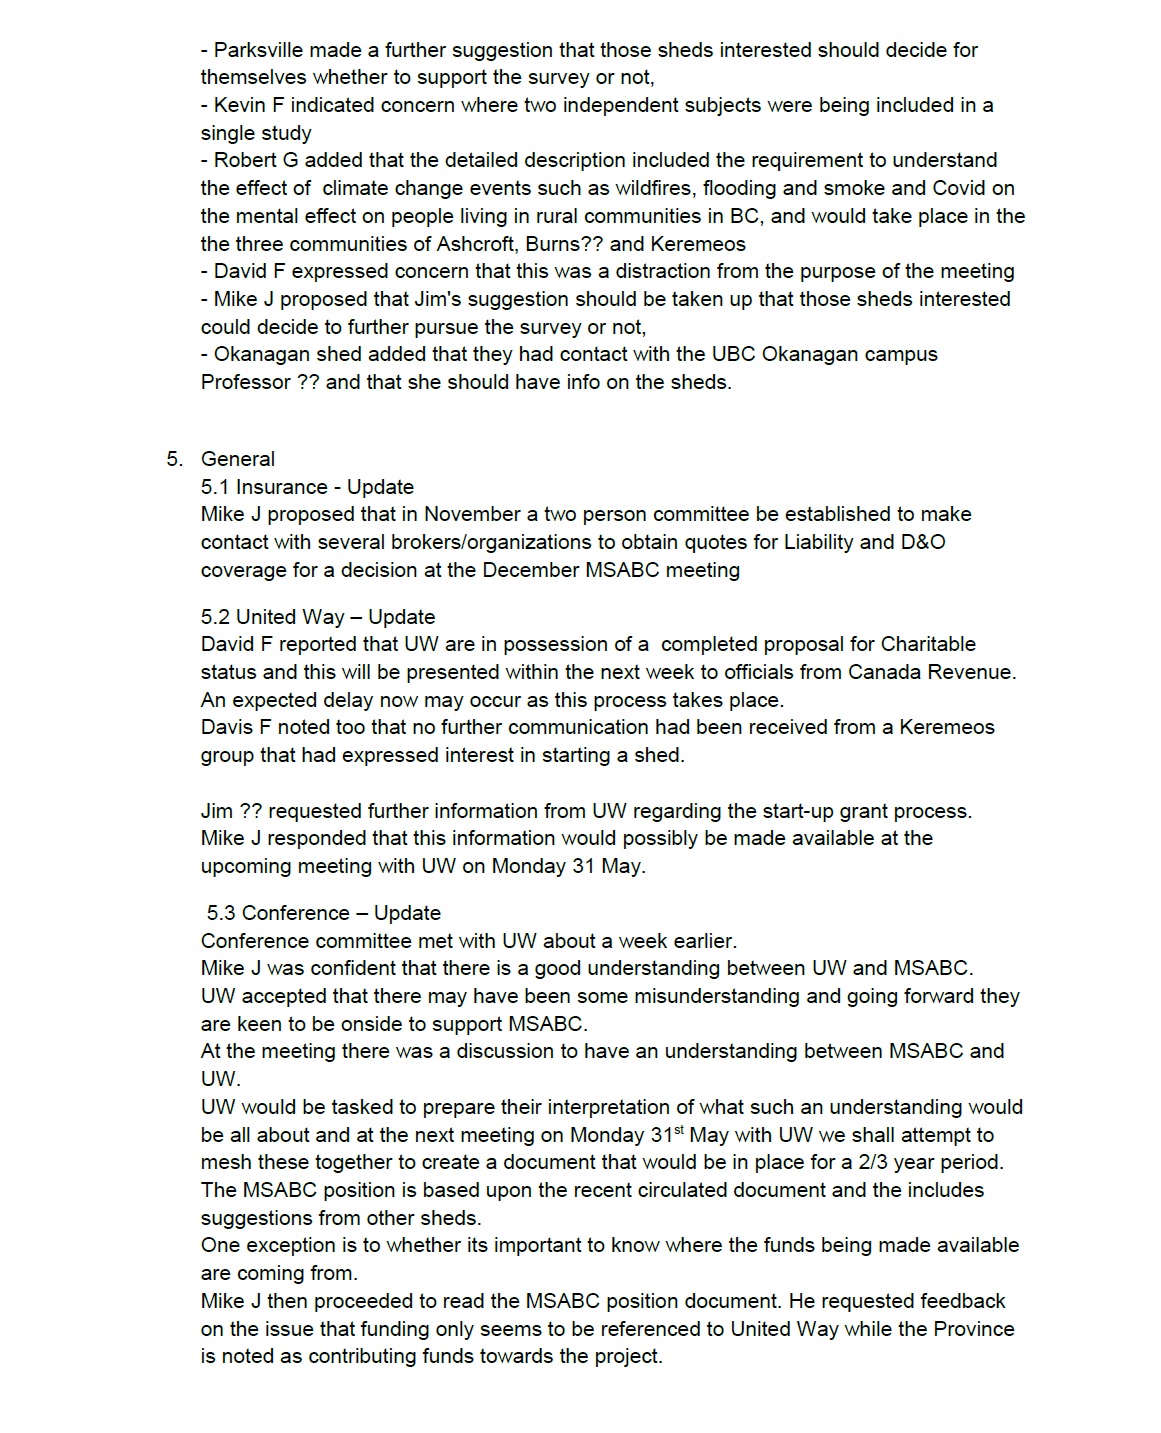 - Parksville made a further suggestion that those sheds interested should decide for
themselves whether to support the survey or not,
- Kevin F indicated concern where two independent subjects were being included in a
single study
- Robert G added that the detailed description included the requirement to understand
the effect of  climate change events such as wildfires, flooding and smoke and Covid on
the mental effect on people living in rural communities in BC, and would take place in the
the three communities of Ashcroft, Burns?? and Keremeos
- David F expressed concern that this was a distraction from the purpose of the meeting
- Mike J proposed that Jim's suggestion should be taken up that those sheds interested
could decide to further pursue the survey or not,
- Okanagan shed added that they had contact with the UBC Okanagan campus
Professor ?? and that she should have info on the sheds.
5. General
5.1 Insurance - Update
Mike J proposed that in November a two person committee be established to make
contact with several brokers/organizations to obtain quotes for Liability and D&O
coverage for a decision at the December MSABC meeting
5.2 United Way – Update
David F reported that UW are in possession of a  completed proposal for Charitable
status and this will be presented within the next week to officials from Canada Revenue.
An expected delay now may occur as this process takes place.
Davis F noted too that no further communication had been received from a Keremeos
group that had expressed interest in starting a shed.
Jim ?? requested further information from UW regarding the start-up grant process.
Mike J responded that this information would possibly be made available at the
upcoming meeting with UW on Monday 31 May.
5.3 Conference – Update
Conference committee met with UW about a week earlier.
Mike J was confident that there is a good understanding between UW and MSABC.
UW accepted that there may have been some misunderstanding and going forward they
are keen to be onside to support MSABC.
At the meeting there was a discussion to have an understanding between MSABC and
UW.
UW would be tasked to prepare their interpretation of what such an understanding would
be all about and at the next meeting on Monday 31st May with UW we shall attempt to
mesh these together to create a document that would be in place for a 2/3 year period.
The MSABC position is based upon the recent circulated document and the includes
suggestions from other sheds.
One exception is to whether its important to know where the funds being made available
are coming from.
Mike J then proceeded to read the MSABC position document. He requested feedback
on the issue that funding only seems to be referenced to United Way while the Province
is noted as contributing funds towards the project.